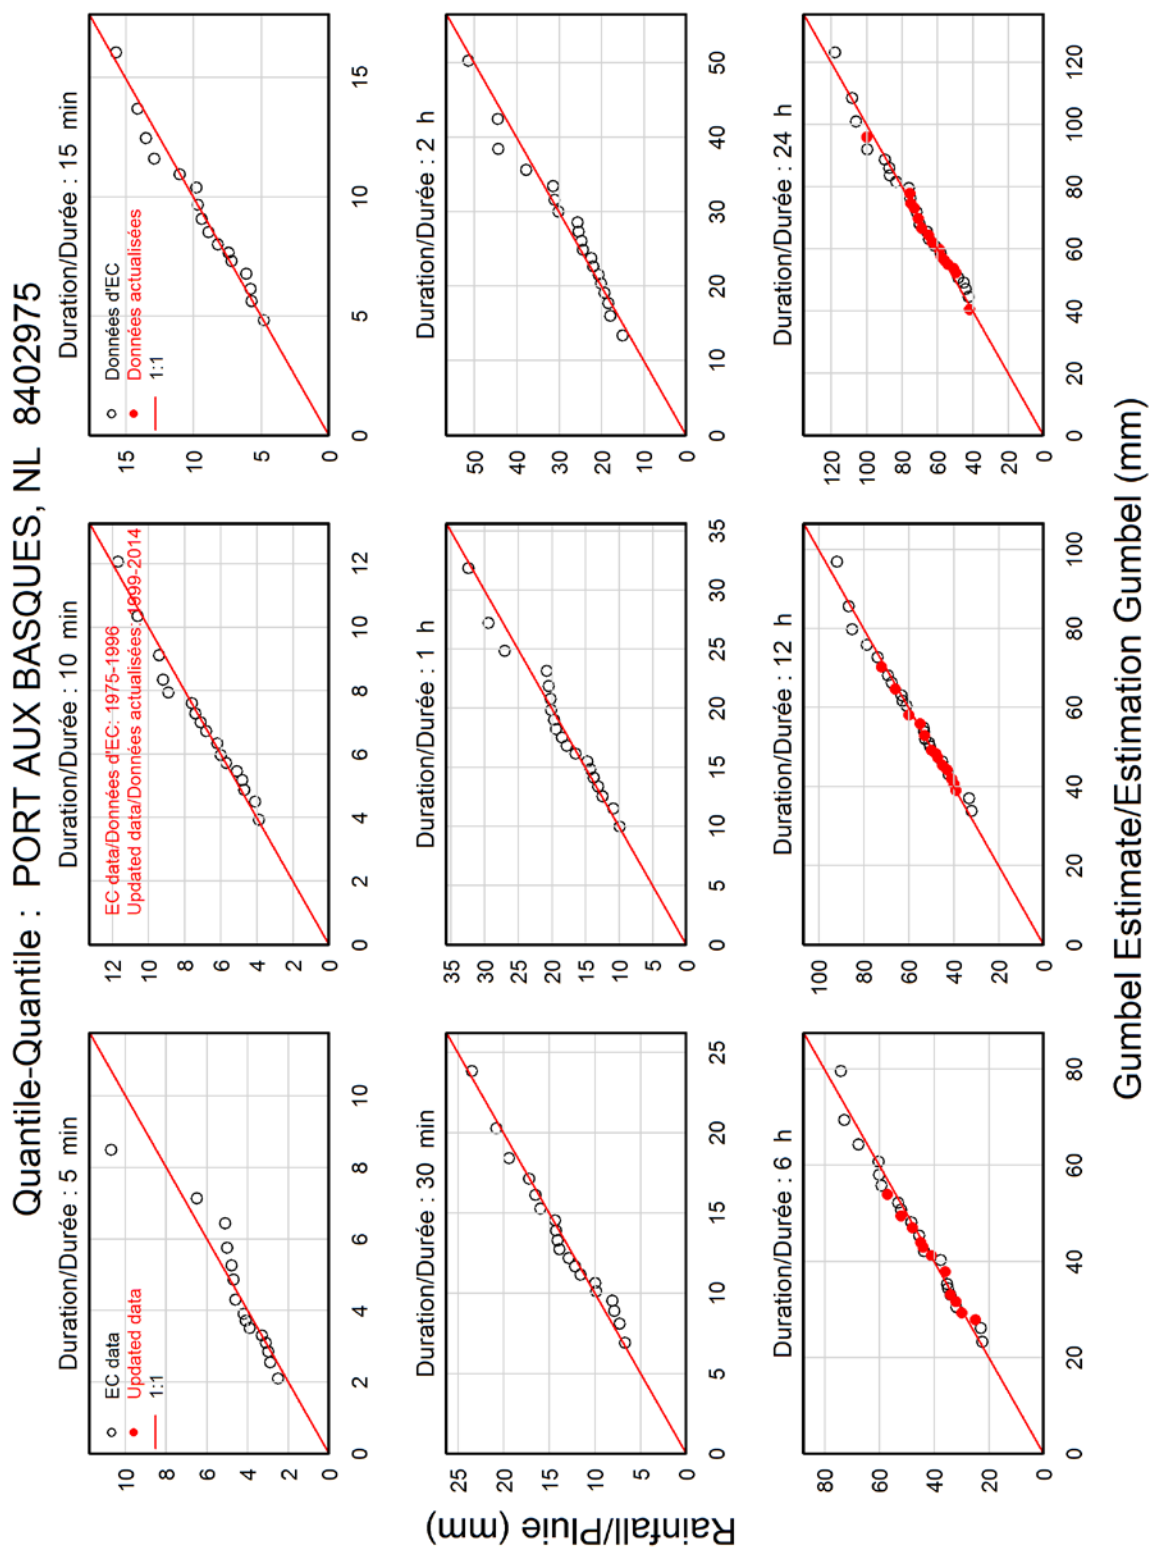 Quantile-Quantile : PORT AUX BASQUES, NL 8402975
Duration/Durée : 5 min
EC data
Updated data
1:1
10
8
6
4
2
0
0 2 4 6 8 10
Duration/Durée : 10 min
EC data/Données d'EC: 1975-1996
Updated data/Données actualisées: 1999-2014
12
10
8
6
4
2
0
0 2 4 6 8 10 12
Duration/Durée : 15 min
Données d'EC
Données actualisées
1:1
15
10
5
0
0 5 10 15
Duration/Durée : 30 min
25
20
15
10
5
0
0 5 10 15 20 25
Duration/Durée : 1 h
35
30
25
20
15
10
5
0
0 5 10 15 20 25 30 35
Duration/Durée : 2 h
50
40
30
20
10
0
0 10 20 30 40 50
Duration/Durée : 6 h
80
60
40
20
0
0 20 40 60 80
Duration/Durée : 12 h
100
80
60
40
20
0
0 20 40 60 80 100
Duration/Durée : 24 h
120
100
80
60
40
20
0
0 20 40 60 80 100 120
Rainfall/Pluie (mm)
Gumbel Estimate/Estimation Gumbel (mm)